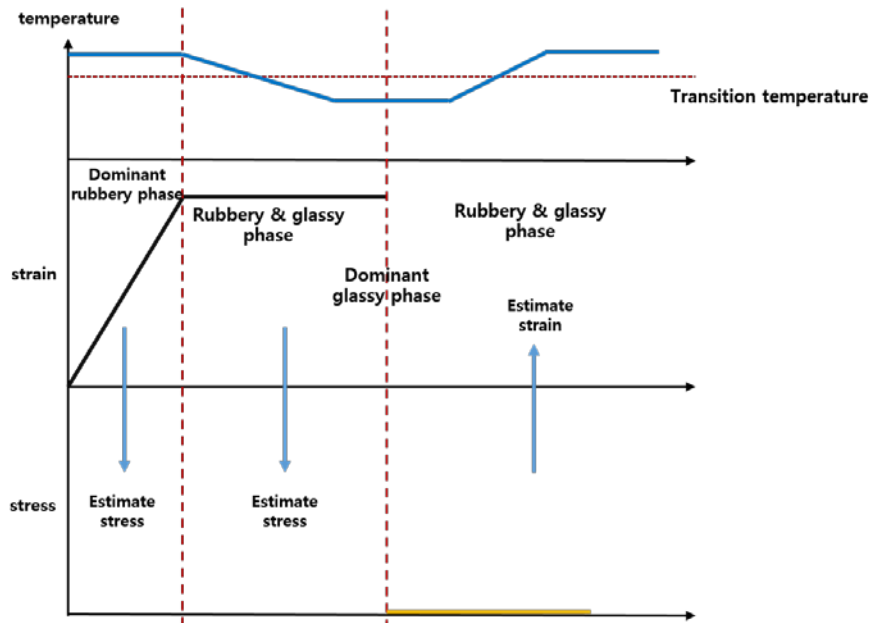 temperature
Transition temperature
Dominant
rubbery phase
Rubbery & glassy
phase
Rubbery & glassy
phase
strain
Dominant
glassy phase
Estimate
strain
stress
Estimate
stress
Estimate
stress